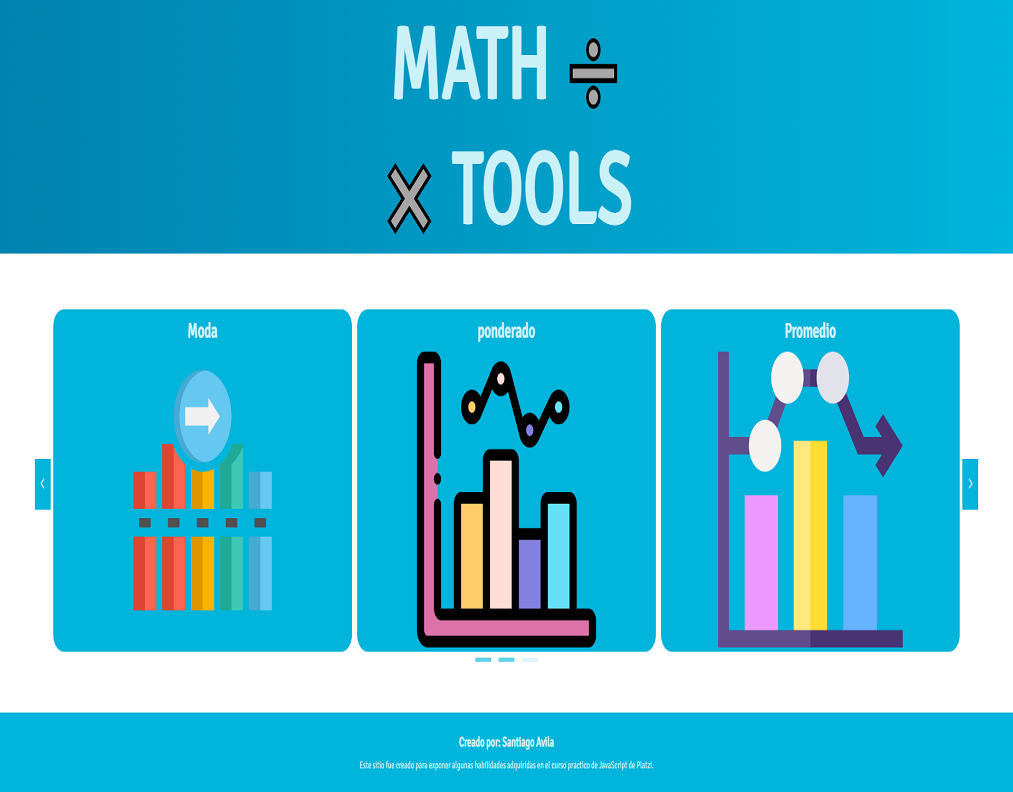 MATH ÷
× TOOLS
Moda
ponderado
Promedio
Creado por: Santiago Avila
Este sitio fue creado para exponer algunas habilidades adquiridas en el curso practico de JavaScript de Platzi.